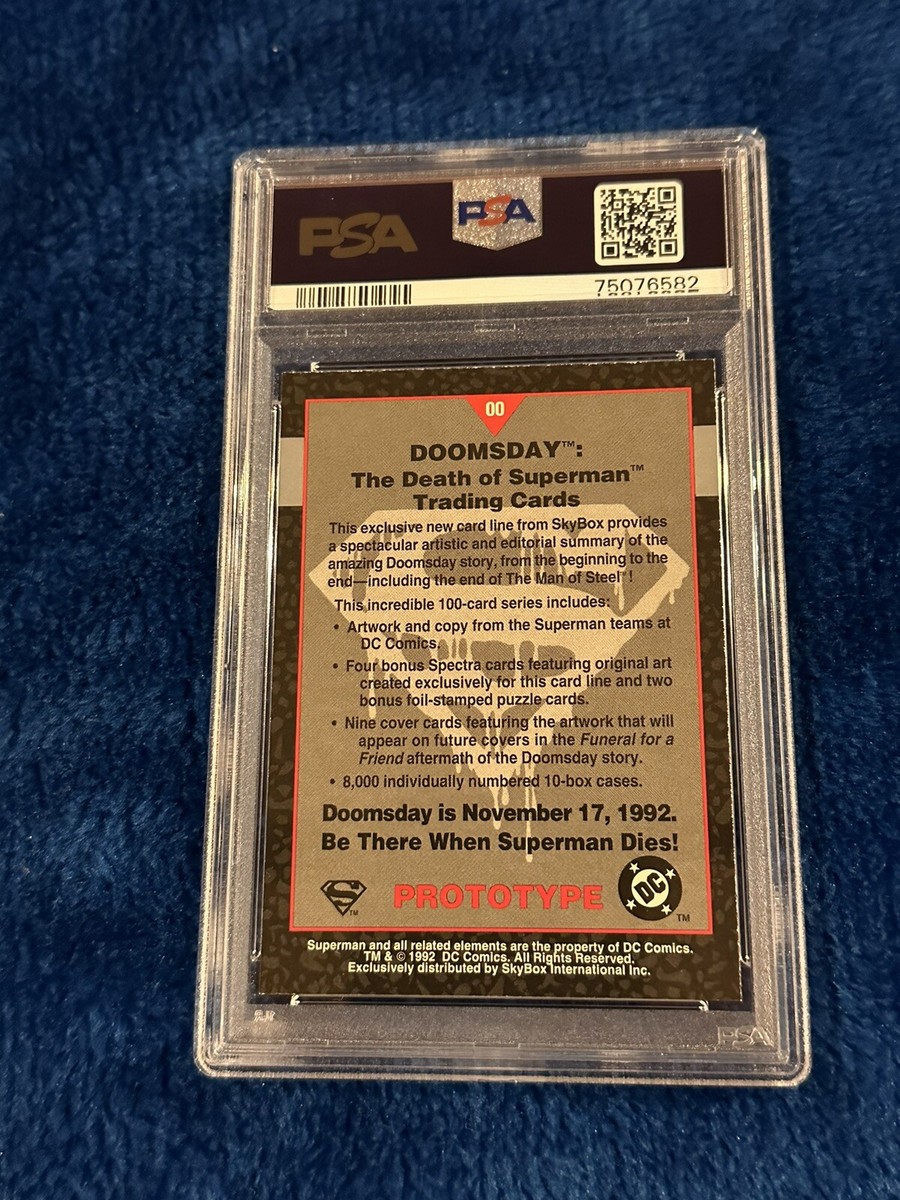 PSA
PSA
75076582
00
DOOMSDAY™:
The Death of Superman™
Trading Cards
This exclusive new card line from SkyBox provides
a spectacular artistic and editorial summary of the
amazing Doomsday story, from the beginning to the
end—including the end of The Man of Steel™!
This incredible 100-card series includes:
• Artwork and copy from the Superman teams at
DC Comics.
• Four bonus Spectra cards featuring original art
created exclusively for this card line and two
bonus foil-stamped puzzle cards.
• Nine cover cards featuring the artwork that will
appear on future covers in the Funeral for a
Friend aftermath of the Doomsday story.
• 8,000 individually numbered 10-box cases.
Doomsday is November 17, 1992.
Be There When Superman Dies!
S™ PROTOTYPE DC™
Superman and all related elements are the property of DC Comics.
TM & © 1992 DC Comics. All Rights Reserved.
Exclusively distributed by SkyBox International Inc.
PSA